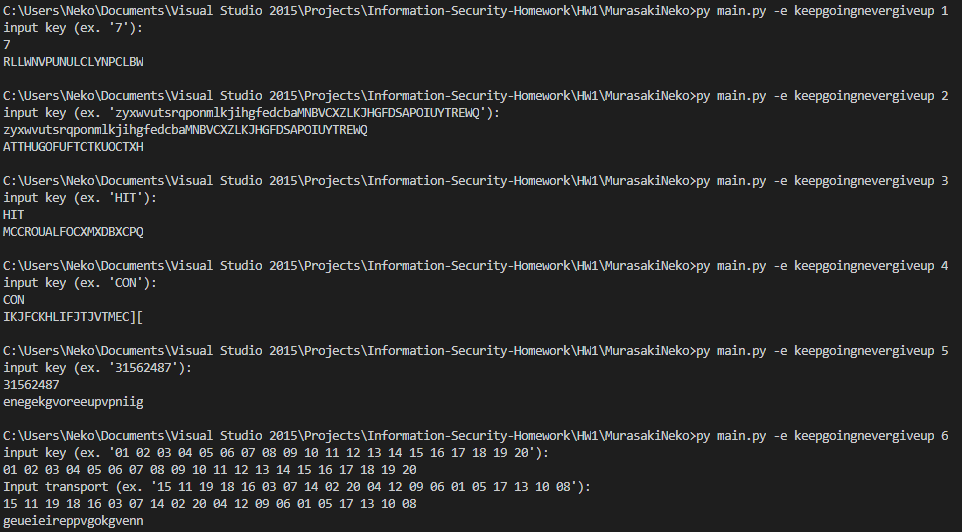 C:\Users\Neko\Documents\Visual Studio 2015\Projects\Information-Security-Homework\HW1\MurasakiNeko>py main.py -e keepgoingnevergiveup 1
input key (ex. '7'):
7
RLLWNVPUNULCLYNPCLBW
C:\Users\Neko\Documents\Visual Studio 2015\Projects\Information-Security-Homework\HW1\MurasakiNeko>py main.py -e keepgoingnevergiveup 2
input key (ex. 'zyxwvutsrqponmlkjihgfedcbaMNBVCXZLKJHGFDSAPOIUYTREWQ'):
zyxwvutsrqponmlkjihgfedcbaMNBVCXZLKJHGFDSAPOIUYTREWQ
ATTHUGOFUFTCTKUOCTXH
C:\Users\Neko\Documents\Visual Studio 2015\Projects\Information-Security-Homework\HW1\MurasakiNeko>py main.py -e keepgoingnevergiveup 3
input key (ex. 'HIT'):
HIT
MCCROUALFOCXMXDBXCPQ
C:\Users\Neko\Documents\Visual Studio 2015\Projects\Information-Security-Homework\HW1\MurasakiNeko>py main.py -e keepgoingnevergiveup 4
input key (ex. 'CON'):
CON
IKJFCKHLIFJTJVTMEC][
C:\Users\Neko\Documents\Visual Studio 2015\Projects\Information-Security-Homework\HW1\MurasakiNeko>py main.py -e keepgoingnevergiveup 5
input key (ex. '31562487'):
31562487
enegekgvoreeupvpniig
C:\Users\Neko\Documents\Visual Studio 2015\Projects\Information-Security-Homework\HW1\MurasakiNeko>py main.py -e keepgoingnevergiveup 6
input key (ex. '01 02 03 04 05 06 07 08 09 10 11 12 13 14 15 16 17 18 19 20'):
01 02 03 04 05 06 07 08 09 10 11 12 13 14 15 16 17 18 19 20
Input transport (ex. '15 11 19 18 16 03 07 14 02 20 04 12 09 06 01 05 17 13 10 08'):
15 11 19 18 16 03 07 14 02 20 04 12 09 06 01 05 17 13 10 08
geueieireppvgokgvenn